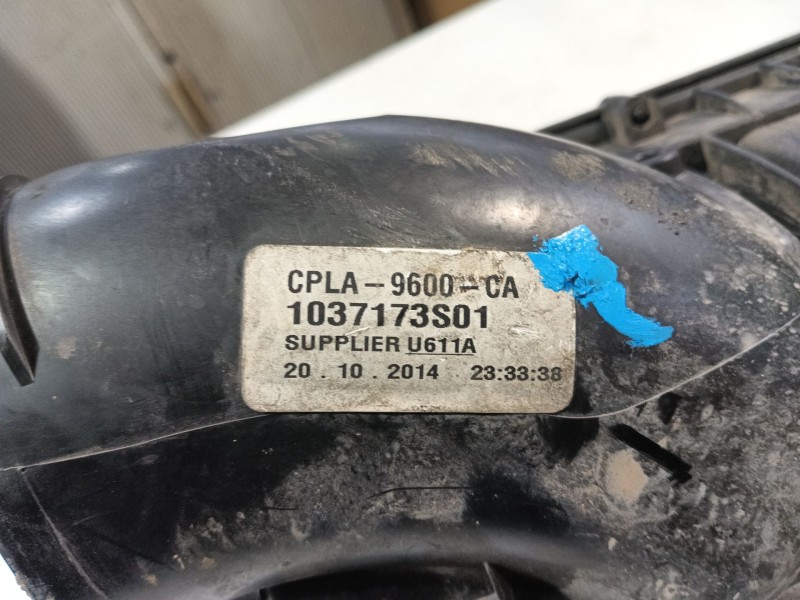 CPLA-9600-CA
1037173S01
SUPPLIER U611A
20.10.2014 23:33:38